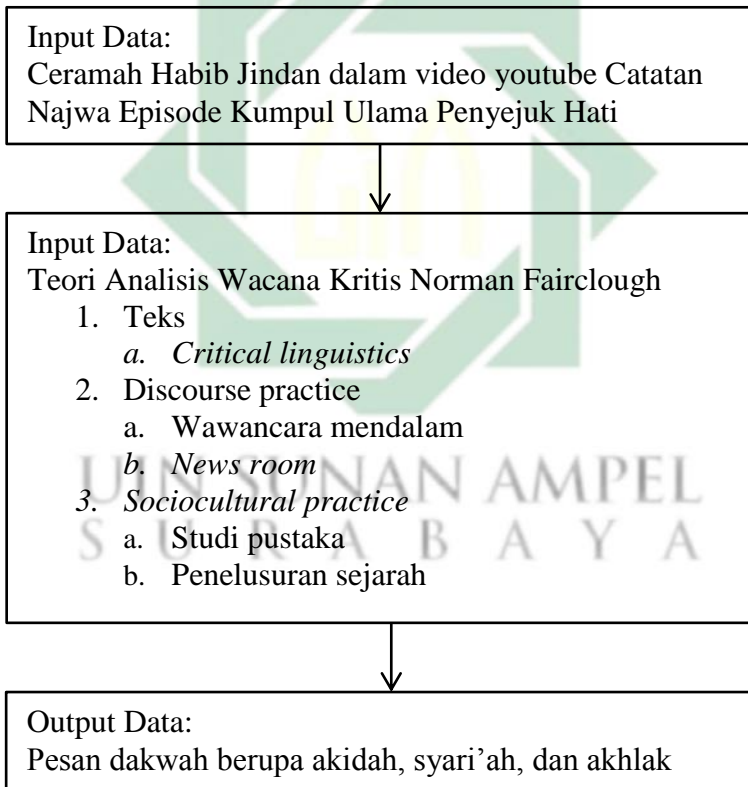 Input Data:
Ceramah Habib Jindan dalam video youtube Catatan
Najwa Episode Kumpul Ulama Penyejuk Hati
Input Data:
Teori Analisis Wacana Kritis Norman Fairclough
1. Teks
a. Critical linguistics
2. Discourse practice
a. Wawancara mendalam
b. News room
3. Sociocultural practice
a. Studi pustaka
b. Penelusuran sejarah
UIN SUNAN AMPEL
SURABAYA
Output Data:
Pesan dakwah berupa akidah, syari’ah, dan akhlak